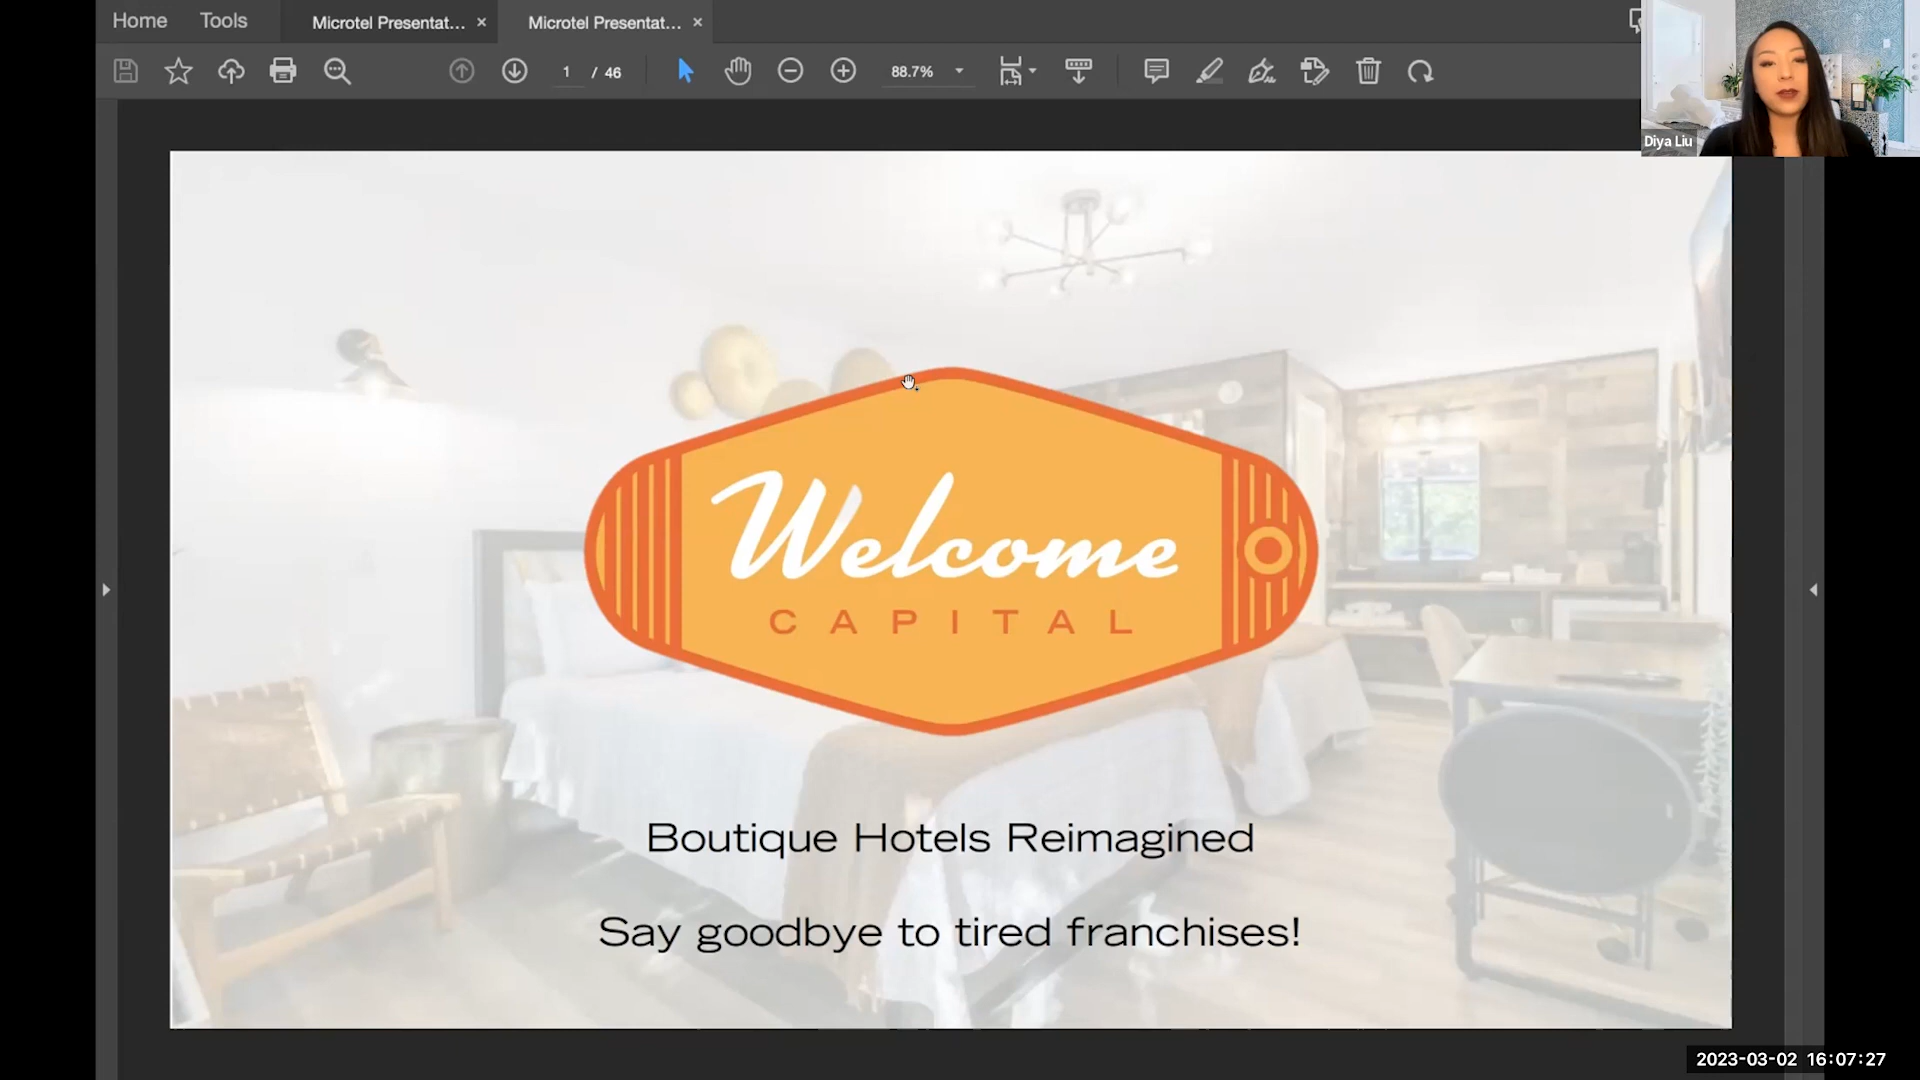 Home Tools Microtel Presentat... × Microtel Presentat... ×
1 / 46 88.7%
Diya Liu
Welcome
CAPITAL
Boutique Hotels Reimagined
Say goodbye to tired franchises!
2023-03-02 16:07:27